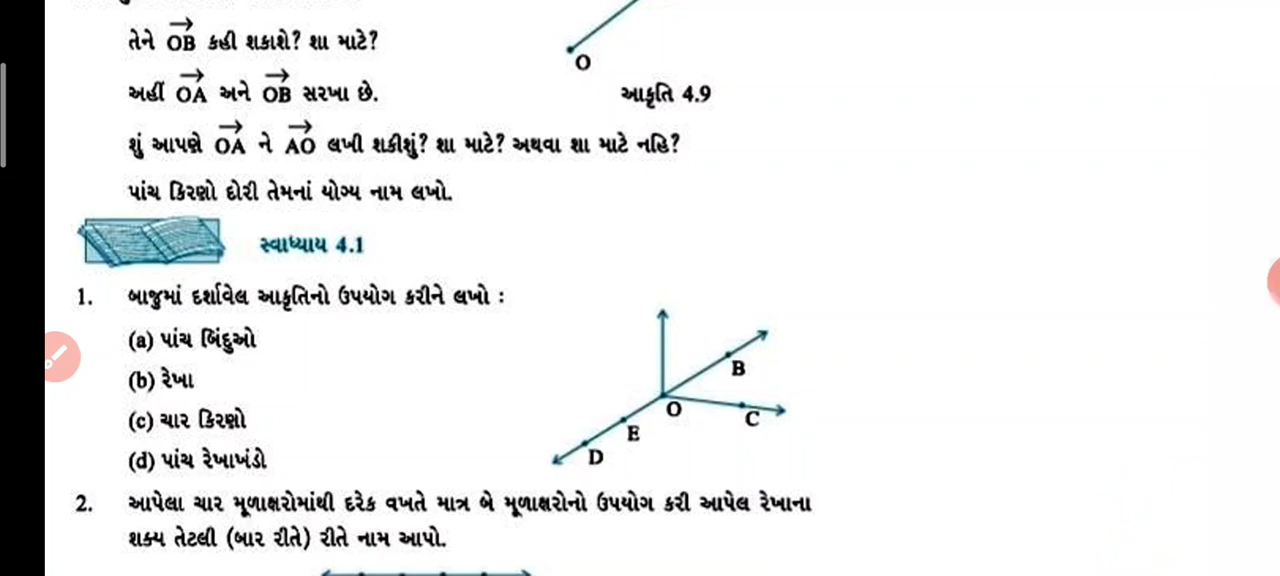 તેને OB કહી શકાશે? શા માટે?
O
અહીં OA અને OB સરખા છે.
આકૃતિ 4.9
શું આપણે OA ને AO લખી શકીશું? શા માટે? અથવા શા માટે નહિ?
પાંચ કિરણો દોરી તેમનાં યોગ્ય નામ લખો.
સ્વાધ્યાય 4.1
1. બાજુમાં દર્શાવેલ આકૃતિનો ઉપયોગ કરીને લખો :
(a) પાંચ બિંદુઓ
(b) રેખા
(c) ચાર કિરણો
(d) પાંચ રેખાખંડો
B
O
C
E
D
2. આપેલા ચાર મૂળાક્ષરોમાંથી દરેક વખતે માત્ર બે મૂળાક્ષરોનો ઉપયોગ કરી આપેલ રેખાના
શક્ય તેટલી (બાર રીતે) રીતે નામ આપો.